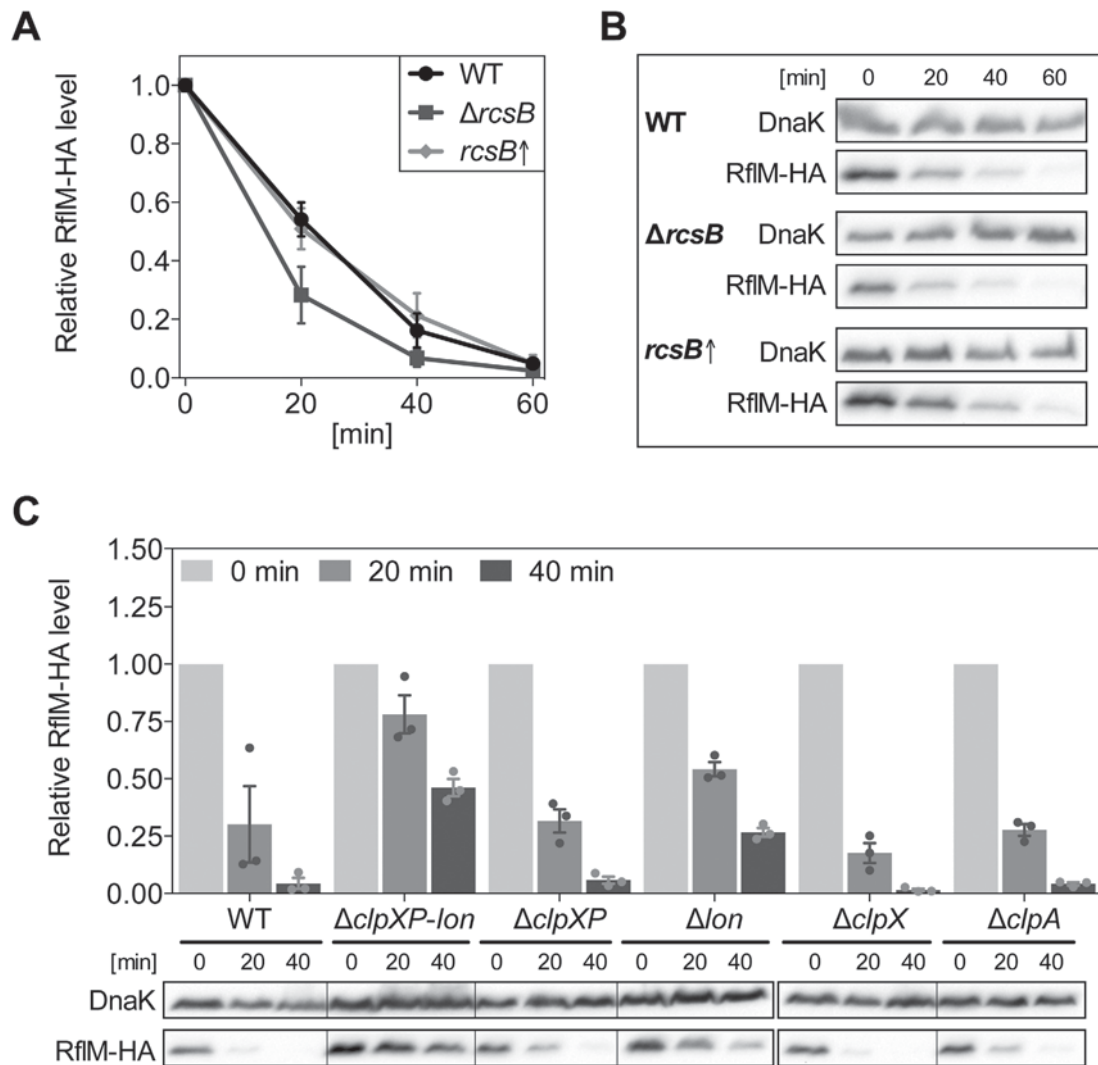 A
Relative RflM-HA level
1.0
0.8
0.6
0.4
0.2
0.0
0 20 40 60
[min]
WT
ΔrcsB
rcsB↑
B
[min] 0 20 40 60
WT DnaK
RflM-HA
ΔrcsB DnaK
RflM-HA
rcsB↑ DnaK
RflM-HA
C
Relative RflM-HA level
1.50
1.25
1.00
0.75
0.50
0.25
0.00
0 min 20 min 40 min
WT ΔclpXP-lon ΔclpXP Δlon ΔclpX ΔclpA
[min] 0 20 40 0 20 40 0 20 40 0 20 40 0 20 40 0 20 40
DnaK
RflM-HA